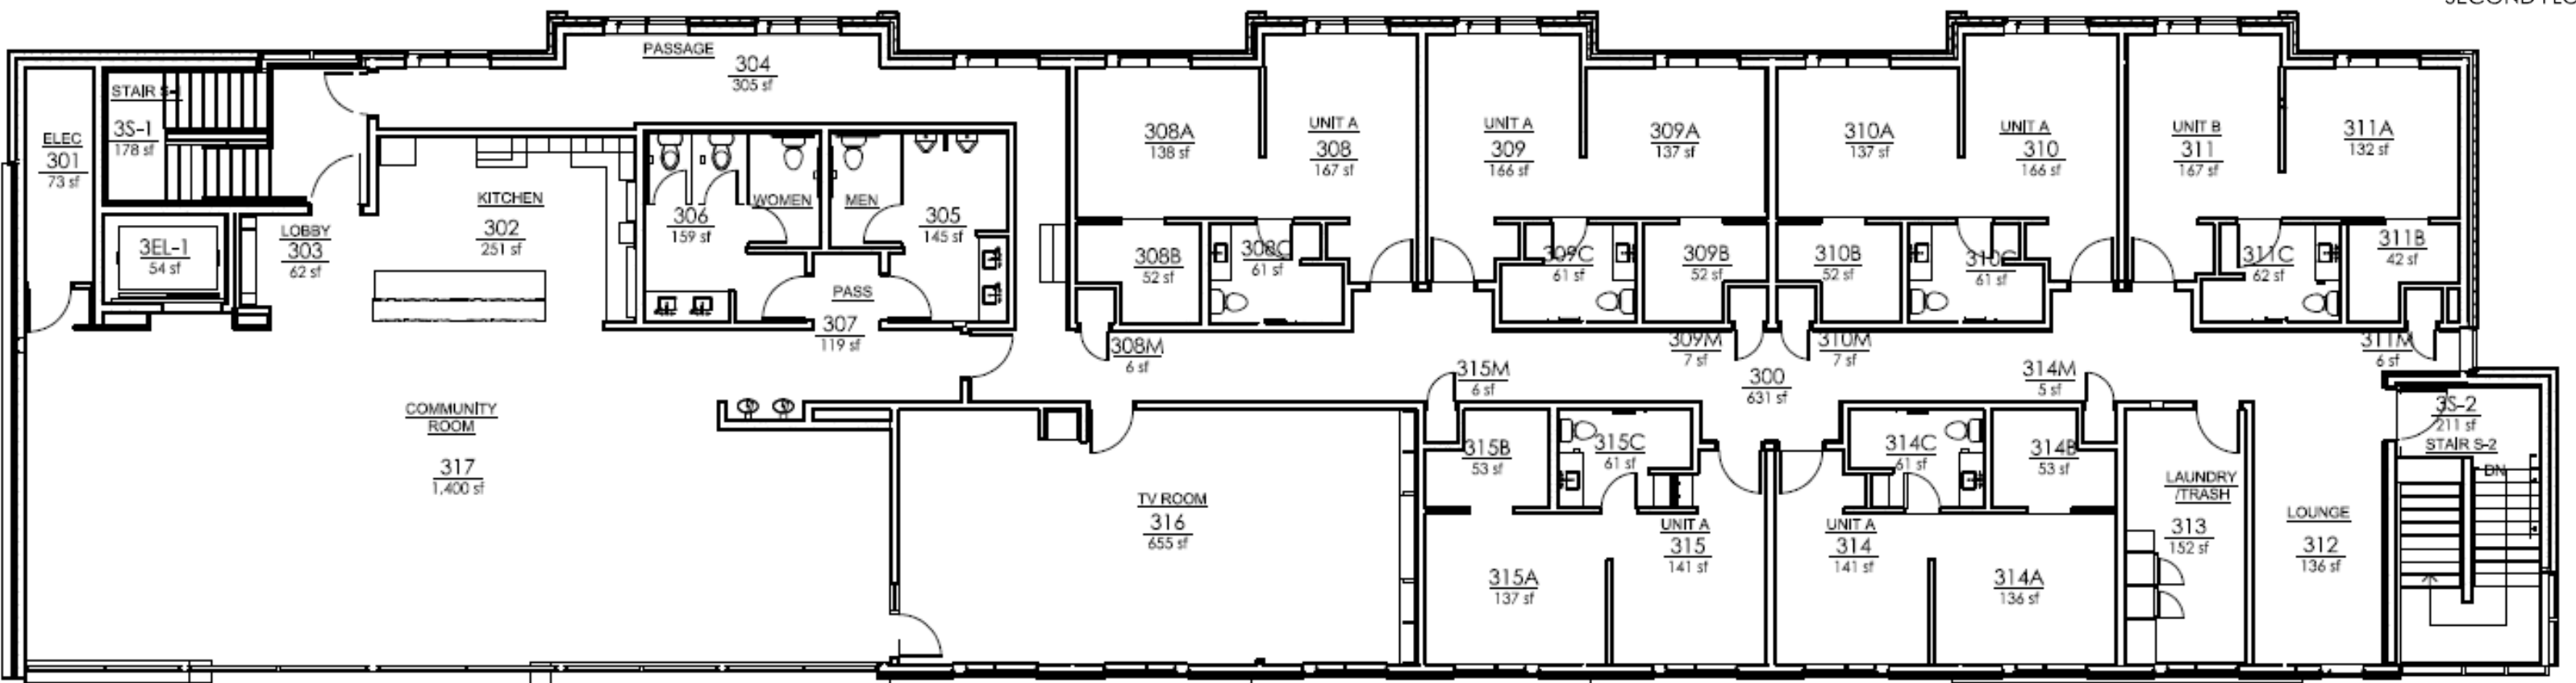 SECOND FLO
PASSAGE
304
305 sf
STAIR S-1
3S-1
178 sf
ELEC
301
73 sf
3EL-1
54 sf
LOBBY
303
62 sf
KITCHEN
302
251 sf
306
159 sf
WOMEN
MEN
305
145 sf
PASS
307
119 sf
308A
138 sf
UNIT A
308
167 sf
UNIT A
309
166 sf
309A
137 sf
310A
137 sf
UNIT A
310
166 sf
UNIT B
311
167 sf
311A
132 sf
308B
52 sf
308C
61 sf
309C
61 sf
309B
52 sf
310B
52 sf
310C
61 sf
311C
62 sf
311B
42 sf
308M
6 sf
309M
7 sf
310M
7 sf
311M
6 sf
315M
6 sf
300
631 sf
314M
5 sf
3S-2
211 sf
STAIR S-2
DN
COMMUNITY
ROOM
317
1,400 sf
TV ROOM
316
655 sf
315B
53 sf
315C
61 sf
314C
61 sf
314B
53 sf
UNIT A
315
141 sf
UNIT A
314
141 sf
315A
137 sf
314A
136 sf
LAUNDRY
/TRASH
313
152 sf
LOUNGE
312
136 sf